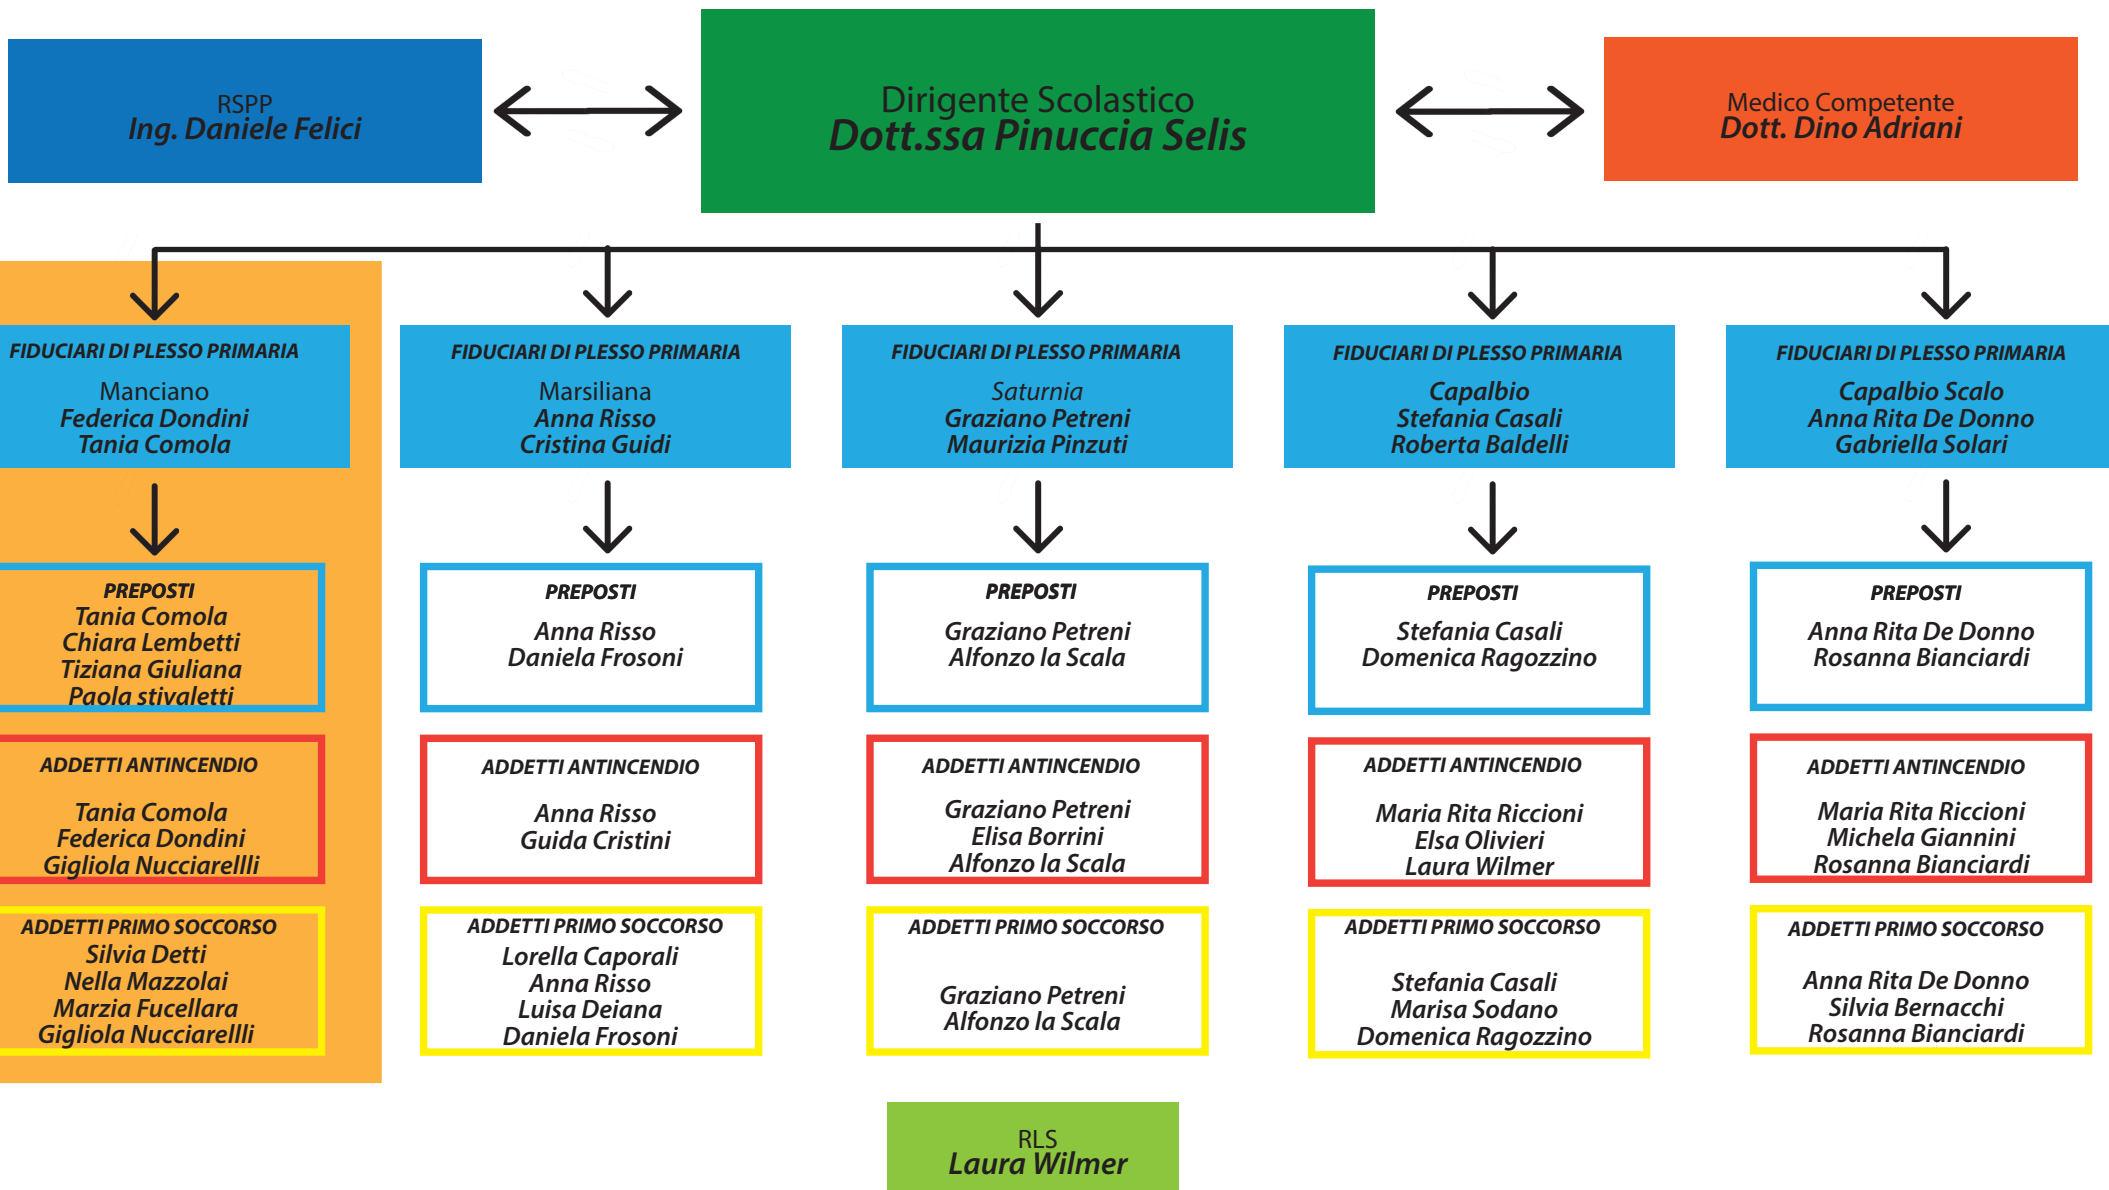 RSPP
Ing. Daniele Felici
Dirigente Scolastico
Dott.ssa Pinuccia Selis
Medico Competente
Dott. Dino Adriani
FIDUCIARI DI PLESSO PRIMARIA
Manciano
Federica Dondini
Tania Comola
FIDUCIARI DI PLESSO PRIMARIA
Marsiliana
Anna Risso
Cristina Guidi
FIDUCIARI DI PLESSO PRIMARIA
Saturnia
Graziano Petreni
Maurizia Pinzuti
FIDUCIARI DI PLESSO PRIMARIA
Capalbio
Stefania Casali
Roberta Baldelli
FIDUCIARI DI PLESSO PRIMARIA
Capalbio Scalo
Anna Rita De Donno
Gabriella Solari
PREPOSTI
Tania Comola
Chiara Lembetti
Tiziana Giuliana
Paola stivaletti
PREPOSTI
Anna Risso
Daniela Frosoni
PREPOSTI
Graziano Petreni
Alfonzo la Scala
PREPOSTI
Stefania Casali
Domenica Ragozzino
PREPOSTI
Anna Rita De Donno
Rosanna Bianciardi
ADDETTI ANTINCENDIO
Tania Comola
Federica Dondini
Gigliola Nucciarellli
ADDETTI ANTINCENDIO
Anna Risso
Guida Cristini
ADDETTI ANTINCENDIO
Graziano Petreni
Elisa Borrini
Alfonzo la Scala
ADDETTI ANTINCENDIO
Maria Rita Riccioni
Elsa Olivieri
Laura Wilmer
ADDETTI ANTINCENDIO
Maria Rita Riccioni
Michela Giannini
Rosanna Bianciardi
ADDETTI PRIMO SOCCORSO
Silvia Detti
Nella Mazzolai
Marzia Fucellara
Gigliola Nucciarellli
ADDETTI PRIMO SOCCORSO
Lorella Caporali
Anna Risso
Luisa Deiana
Daniela Frosoni
ADDETTI PRIMO SOCCORSO
Graziano Petreni
Alfonzo la Scala
ADDETTI PRIMO SOCCORSO
Stefania Casali
Marisa Sodano
Domenica Ragozzino
ADDETTI PRIMO SOCCORSO
Anna Rita De Donno
Silvia Bernacchi
Rosanna Bianciardi
RLS
Laura Wilmer